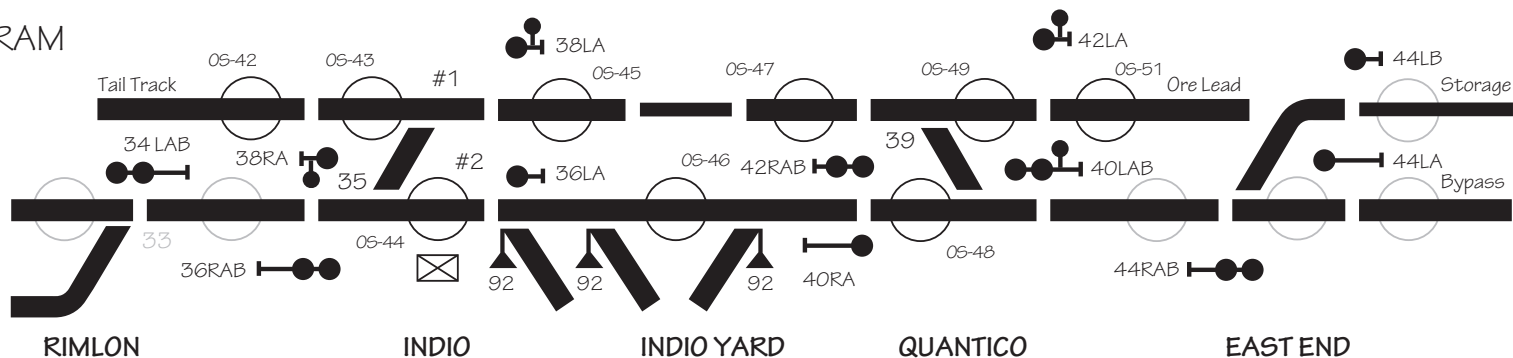 RAM
38LA
42LA
44LB
OS-42
OS-43
#1
OS-45
OS-47
OS-49
OS-51
Tail Track
Ore Lead
Storage
34 LAB
38RA
35
#2
36LA
OS-46
42RAB
39
40LAB
44LA
Bypass
33
OS-44
36RAB
92
92
92
40RA
OS-48
44RAB
RIMLON
INDIO
INDIO YARD
QUANTICO
EAST END